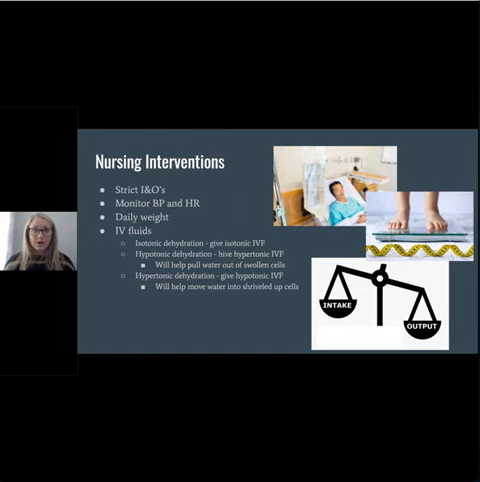 Nursing Interventions
● Strict I&O's
● Monitor BP and HR
● Daily weight
● IV fluids
○ Isotonic dehydration - give isotonic IVF
○ Hypotonic dehydration - hive hypertonic IVF
■ Will help pull water out of swollen cells
○ Hypertonic dehydration - give hypotonic IVF
■ Will help move water into shriveled up cells
INTAKE
OUTPUT